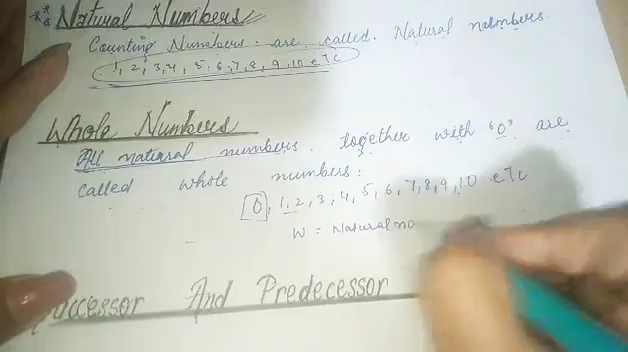 Natural Numbers
Counting Numbers are called Natural numbers
1, 2, 3, 4, 5, 6, 7, 8, 9, 10 etc
Whole Numbers
All natural numbers together with "0" are
called whole numbers:
0, 1, 2, 3, 4, 5, 6, 7, 8, 9, 10 etc
W = Natural no
uccessor And Predecessor